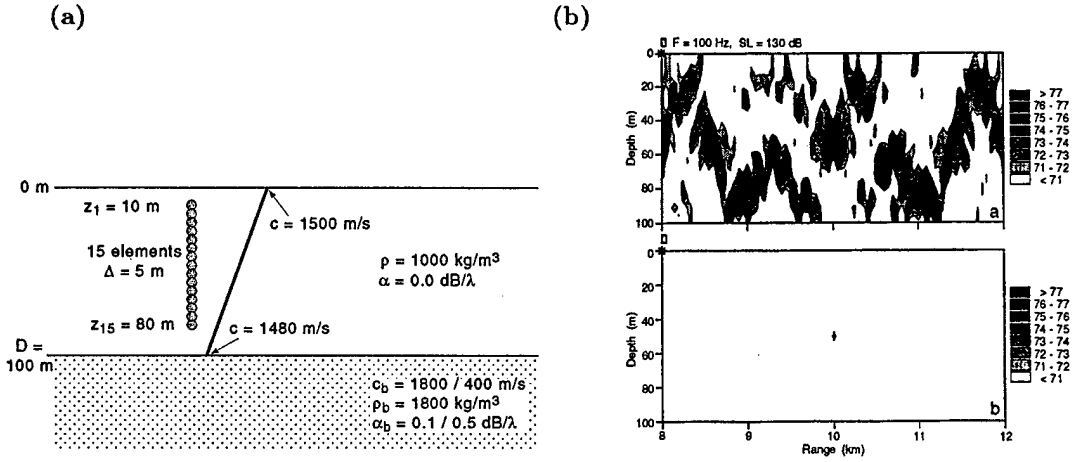 (a)
0 m
z1 = 10 m
15 elements
Δ = 5 m
z15 = 80 m
D =
100 m
c = 1500 m/s
ρ = 1000 kg/m³
α = 0.0 dB/λ
c = 1480 m/s
cb = 1800 / 400 m/s
ρb = 1800 kg/m³
αb = 0.1 / 0.5 dB/λ
(b)
F = 100 Hz, SL = 130 dB
0
20
40
60
80
100
Depth (m)
a
> 77
76 - 77
75 - 76
74 - 75
73 - 74
72 - 73
71 - 72
< 71
0
20
40
60
80
100
Depth (m)
b
> 77
76 - 77
75 - 76
74 - 75
73 - 74
72 - 73
71 - 72
< 71
8
9
10
11
12
Range (km)